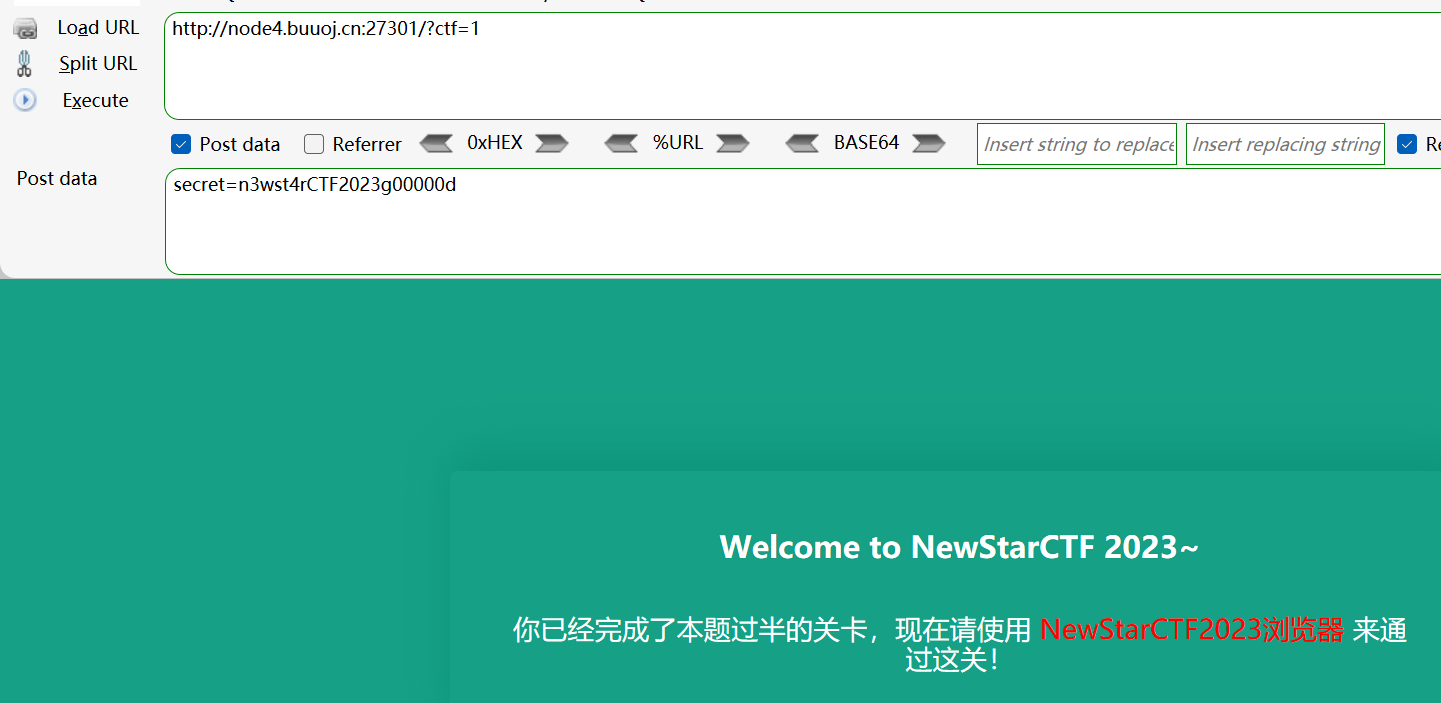 Load URL
http://node4.buuoj.cn:27301/?ctf=1
Split URL
Execute
Post data Referrer 0xHEX %URL BASE64 Insert string to replace Insert replacing string
Post data
secret=n3wst4rCTF2023g00000d
Welcome to NewStarCTF 2023~
你已经完成了本题过半的关卡，现在请使用 NewStarCTF2023浏览器 来通
过这关！